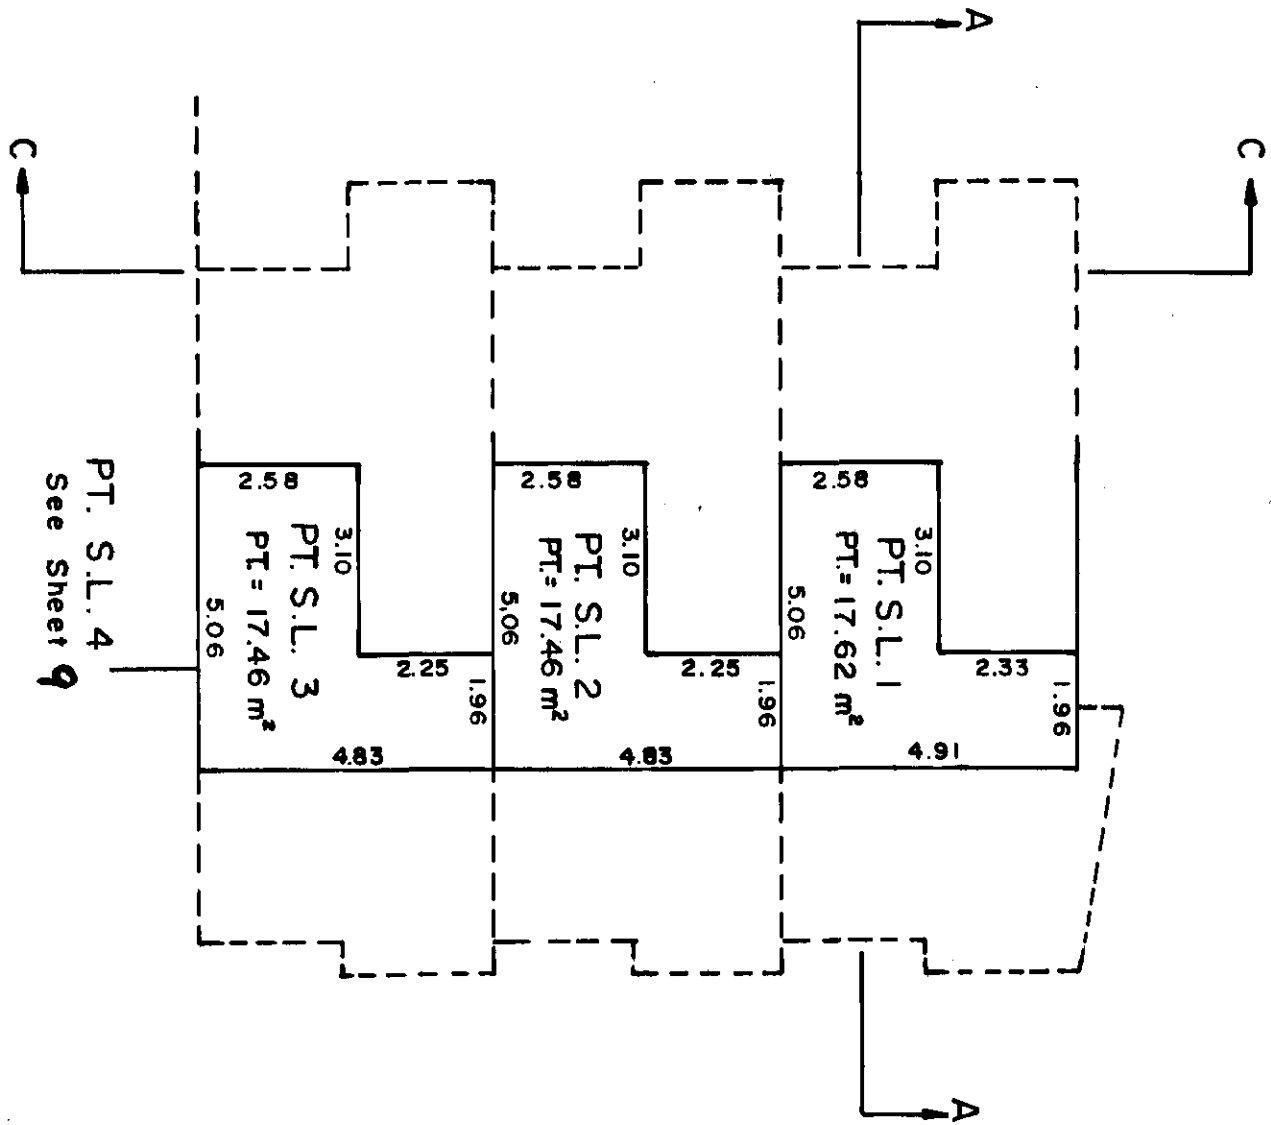 A
C
C
2.58
3.10
PT. S.L. 3
PT. = 17.46 m²
5.06
2.25
1.96
4.83
2.58
3.10
PT. S.L. 2
PT. = 17.46 m²
5.06
2.25
1.96
4.83
2.58
3.10
PT. S.L. 1
PT. = 17.62 m²
5.06
2.33
1.96
4.91
PT. S.L. 4
See Sheet 9
A